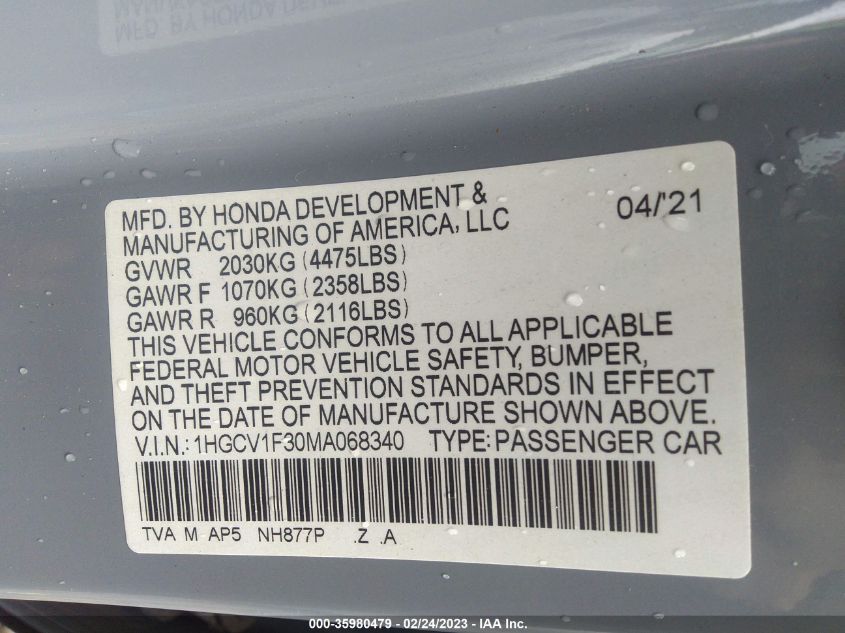 MFD. BY HONDA DEVELOPMENT & 04/'21
MANUFACTURING OF AMERICA, LLC
GVWR 2030KG (4475LBS)
GAWR F 1070KG (2358LBS)
GAWR R 960KG (2116LBS)
THIS VEHICLE CONFORMS TO ALL APPLICABLE
FEDERAL MOTOR VEHICLE SAFETY, BUMPER,
AND THEFT PREVENTION STANDARDS IN EFFECT
ON THE DATE OF MANUFACTURE SHOWN ABOVE.
V.I.N.: 1HGCV1F30MA068340 TYPE: PASSENGER CAR
TVA M AP5 NH877P .Z .A
000-35980479 - 02/24/2023 - © IAA Inc.